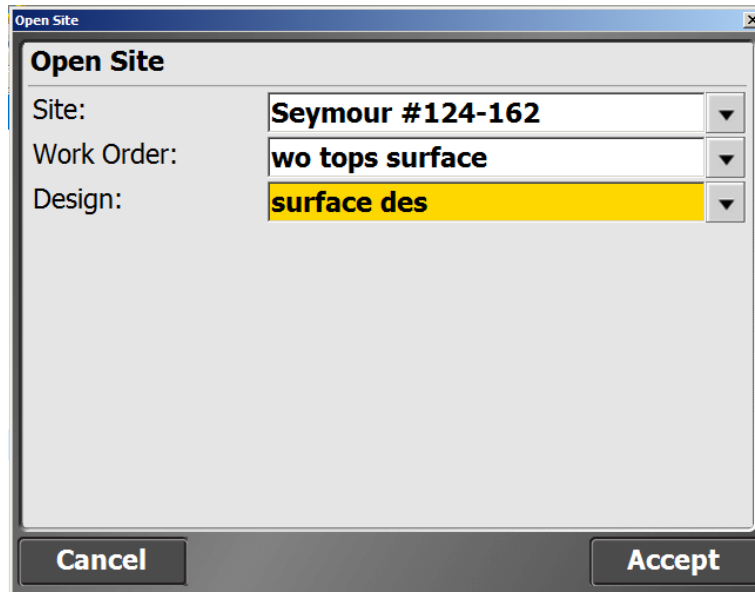 Open Site
Open Site
Site: Seymour #124-162
Work Order: wo tops surface
Design: surface des
Cancel Accept